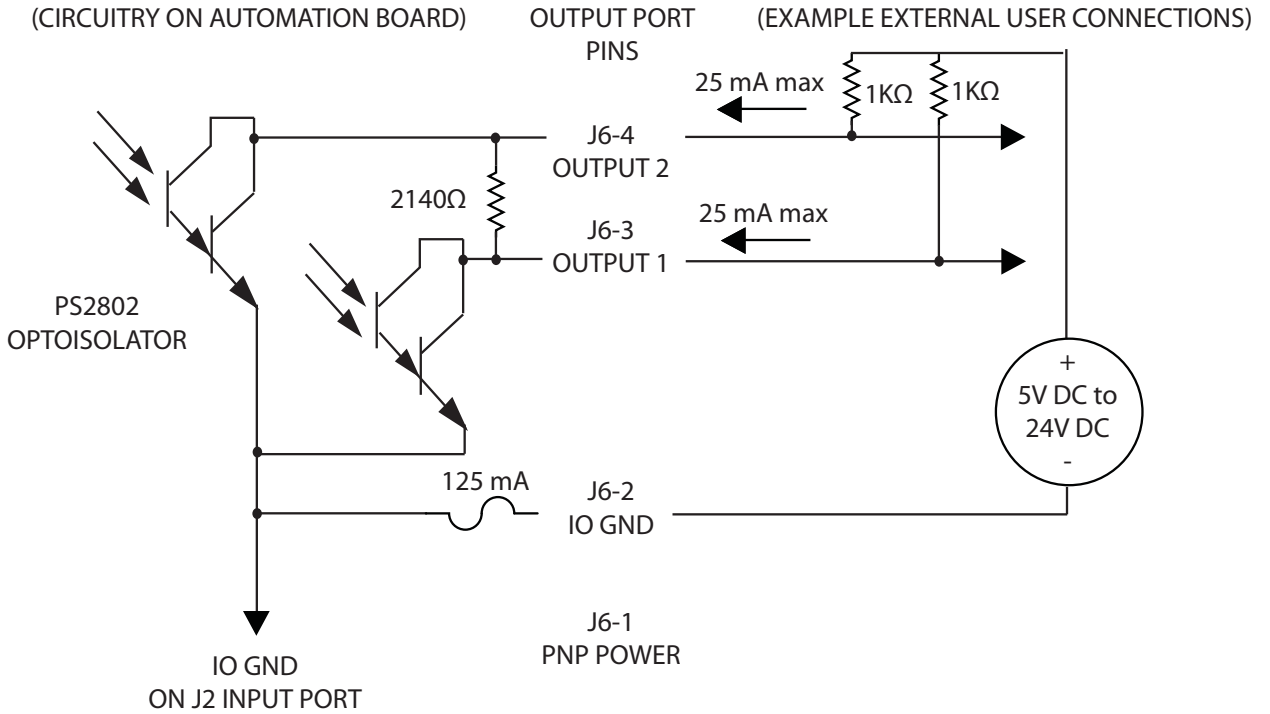 (CIRCUITRY ON AUTOMATION BOARD)
OUTPUT PORT
PINS
(EXAMPLE EXTERNAL USER CONNECTIONS)
25 mA max
1KΩ
1KΩ
J6-4
OUTPUT 2
2140Ω
25 mA max
J6-3
OUTPUT 1
PS2802
OPTOISOLATOR
+
5V DC to
24V DC
-
125 mA
J6-2
IO GND
J6-1
PNP POWER
IO GND
ON J2 INPUT PORT